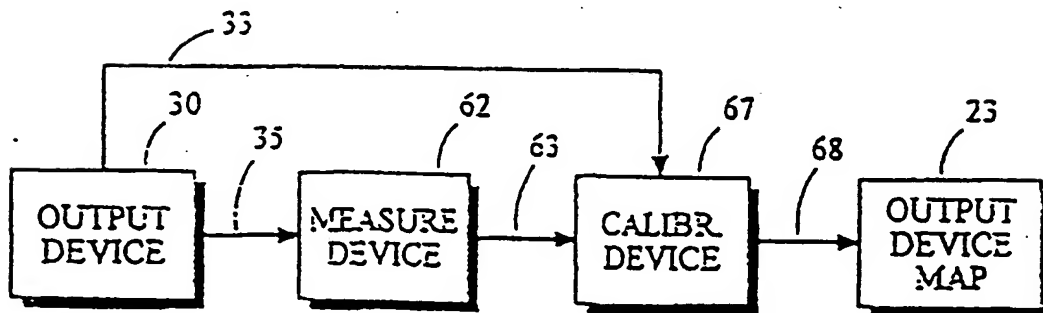 33
30
35
62
63
67
68
23
OUTPUT
DEVICE
MEASURE
DEVICE
CALIBR.
DEVICE
OUTPUT
DEVICE
MAP